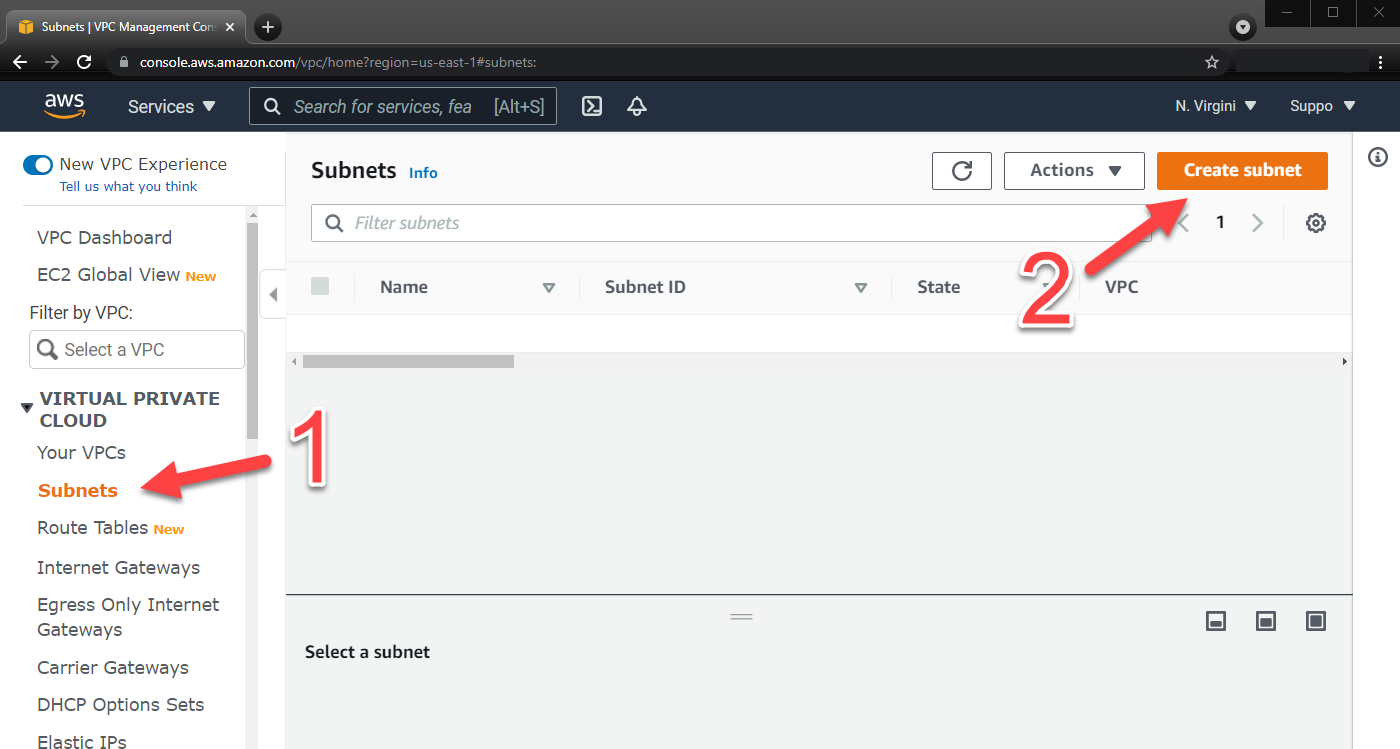 Subnets | VPC Management Con
console.aws.amazon.com/vpc/home?region=us-east-1#subnets:
aws
Services
Search for services, fea [Alt+S]
N. Virgini
Suppo
New VPC Experience
Tell us what you think
VPC Dashboard
EC2 Global View New
Filter by VPC:
Select a VPC
VIRTUAL PRIVATE
CLOUD
Your VPCs
Subnets
Route Tables New
Internet Gateways
Egress Only Internet
Gateways
Carrier Gateways
DHCP Options Sets
Elastic IPs
1
Subnets Info
Actions
Create subnet
Filter subnets
1
2
Name
Subnet ID
State
VPC
Select a subnet